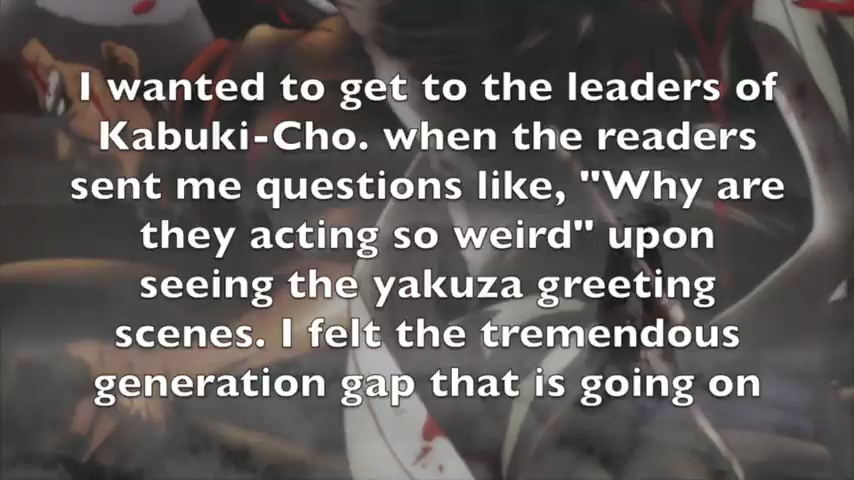 I wanted to get to the leaders of
Kabuki-Cho. when the readers
sent me questions like, "Why are
they acting so weird" upon
seeing the yakuza greeting
scenes. I felt the tremendous
generation gap that is going on